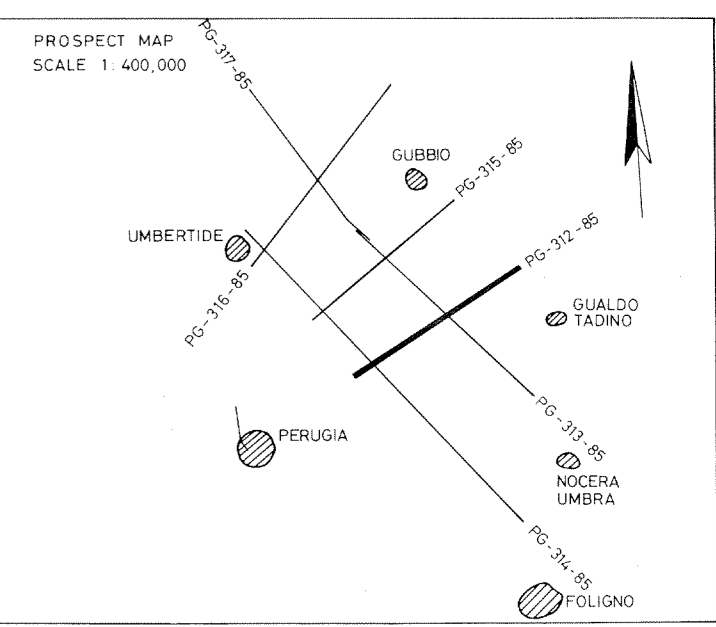 PROSPECT MAP
SCALE 1:400,000
PG-317-85
GUBBIO
PG-315-85
UMBERTIDE
PG-312-85
PG-316-85
GUALDO
TADINO
PERUGIA
PG-313-85
NOCERA
UMBRA
PG-314-85
FOLIGNO